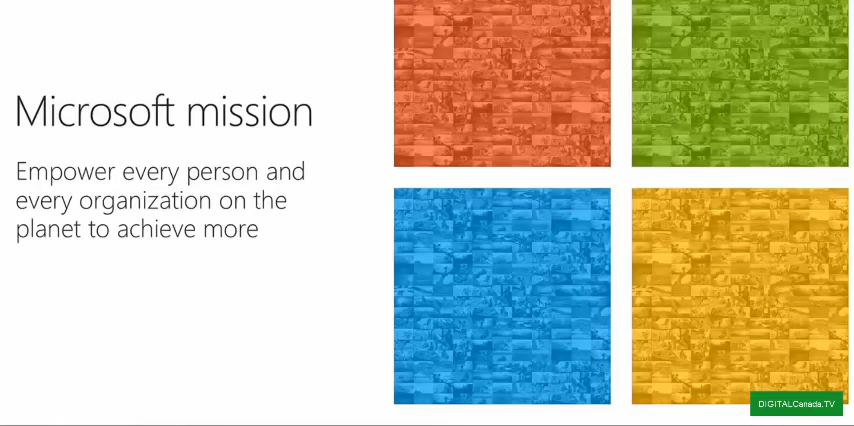 Microsoft mission
Empower every person and
every organization on the
planet to achieve more
DIGITALCanada.TV